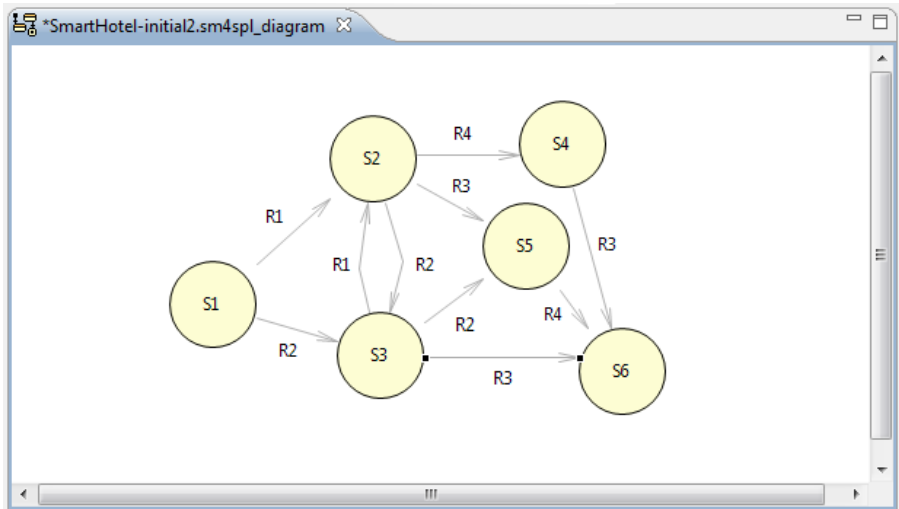 *SmartHotel-initial2.sm4spl_diagram
R4
S4
S2
R3
R1
S5
R3
R1
R2
S1
R4
R2
R2
S3
S6
R3